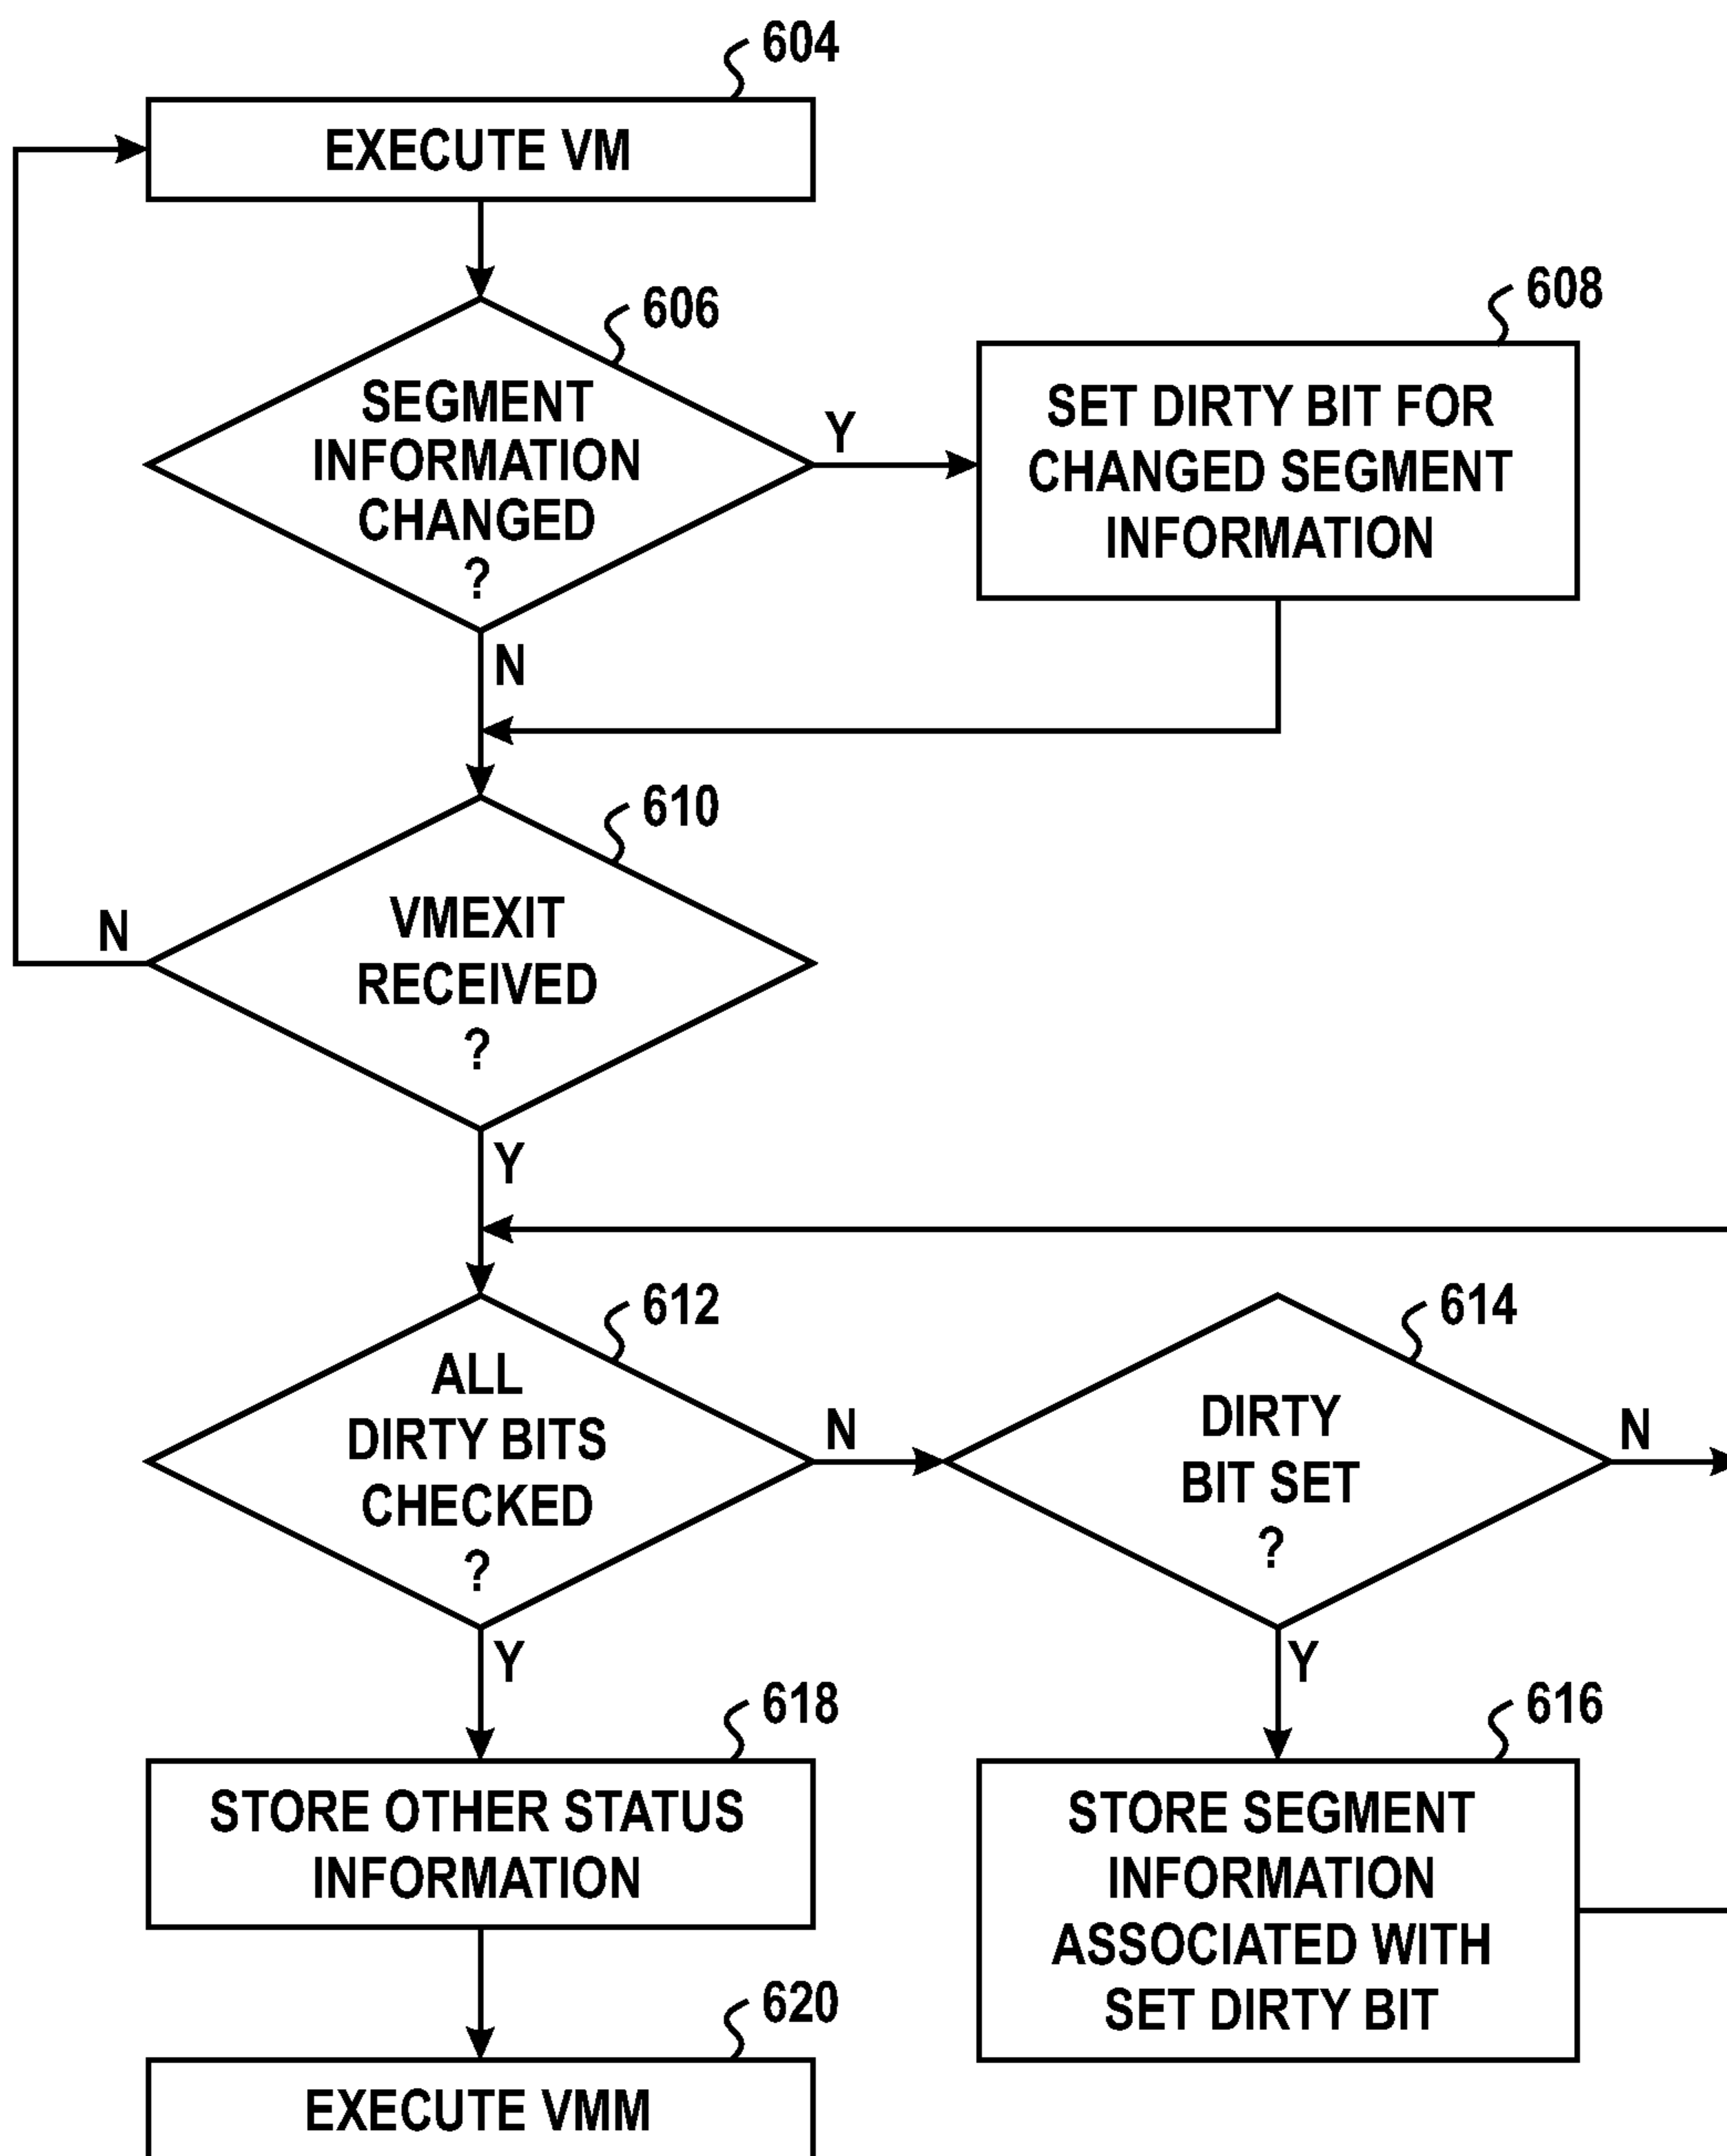 604
EXECUTE VM
606
SEGMENT
INFORMATION
CHANGED
?
Y
N
608
SET DIRTY BIT FOR
CHANGED SEGMENT
INFORMATION
610
VMEXIT
RECEIVED
?
N
Y
612
ALL
DIRTY BITS
CHECKED
?
N
Y
614
DIRTY
BIT SET
?
N
Y
618
STORE OTHER STATUS
INFORMATION
616
STORE SEGMENT
INFORMATION
ASSOCIATED WITH
SET DIRTY BIT
620
EXECUTE VMM